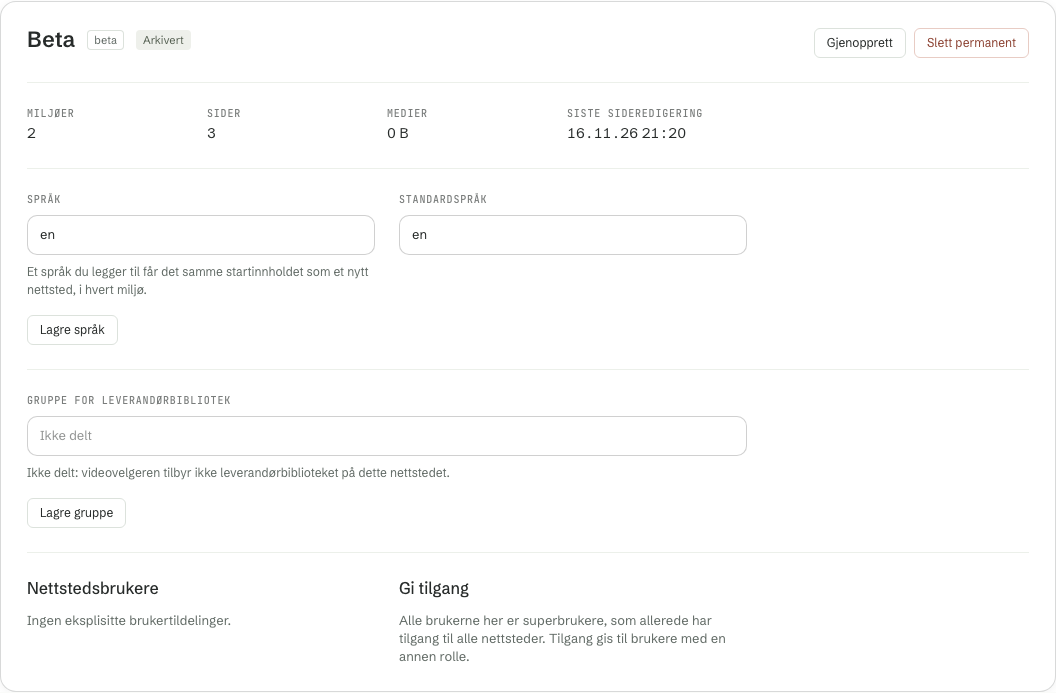 Beta beta Arkivert Gjenopprett Slett permanent
MILJØER SIDER MEDIER SISTE SIDEREDIGERING
2 3 0 B 16.11.26 21:20
SPRÅK STANDARDSPRÅK
en en
Et språk du legger til får det samme startinnholdet som et nytt
nettsted, i hvert miljø.
Lagre språk
GRUPPE FOR LEVERANDØRBIBLIOTEK
Ikke delt
Ikke delt: videovelgeren tilbyr ikke leverandørbiblioteket på dette nettstedet.
Lagre gruppe
Nettstedsbrukere
Ingen eksplisitte brukertildelinger.
Gi tilgang
Alle brukerne her er superbrukere, som allerede har
tilgang til alle nettsteder. Tilgang gis til brukere med en
annen rolle.